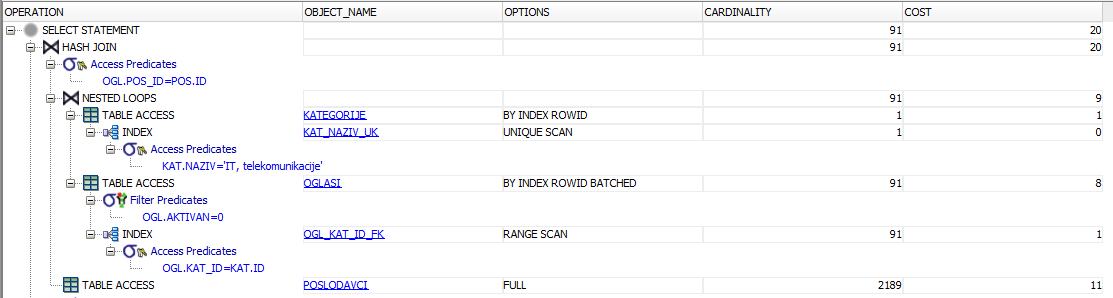 OPERATION OBJECT_NAME OPTIONS CARDINALITY COST
SELECT STATEMENT 91 20
HASH JOIN 91 20
Access Predicates
OGL.POS_ID=POS.ID
NESTED LOOPS 91 9
TABLE ACCESS KATEGORIJE BY INDEX ROWID 1 1
INDEX KAT_NAZIV_UK UNIQUE SCAN 1 0
Access Predicates
KAT.NAZIV='IT, telekomunikacije'
TABLE ACCESS OGLASI BY INDEX ROWID BATCHED 91 8
Filter Predicates
OGL.AKTIVAN=0
INDEX OGL_KAT_ID_FK RANGE SCAN 91 1
Access Predicates
OGL.KAT_ID=KAT.ID
TABLE ACCESS POSLODAVCI FULL 2189 11